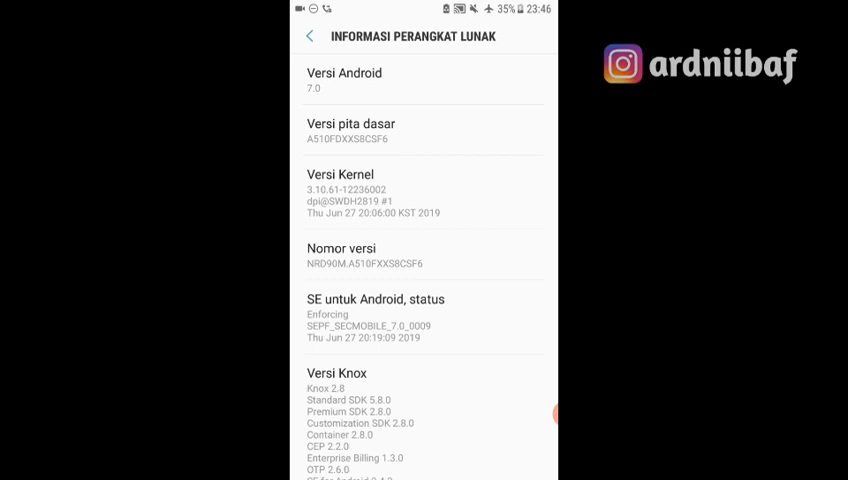 35% 23:46
INFORMASI PERANGKAT LUNAK
ardniibaf
Versi Android
7.0
Versi pita dasar
A510FDXXS8CSF6
Versi Kernel
3.10.61-12236002
dpi@SWDH2819 #1
Thu Jun 27 20:06:00 KST 2019
Nomor versi
NRD90M.A510FXXS8CSF6
SE untuk Android, status
Enforcing
SEPF_SECMOBILE_7.0_0009
Thu Jun 27 20:19:09 2019
Versi Knox
Knox 2.8
Standard SDK 5.8.0
Premium SDK 2.8.0
Customization SDK 2.8.0
Container 2.8.0
CEP 2.2.0
Enterprise Billing 1.3.0
OTP 2.6.0